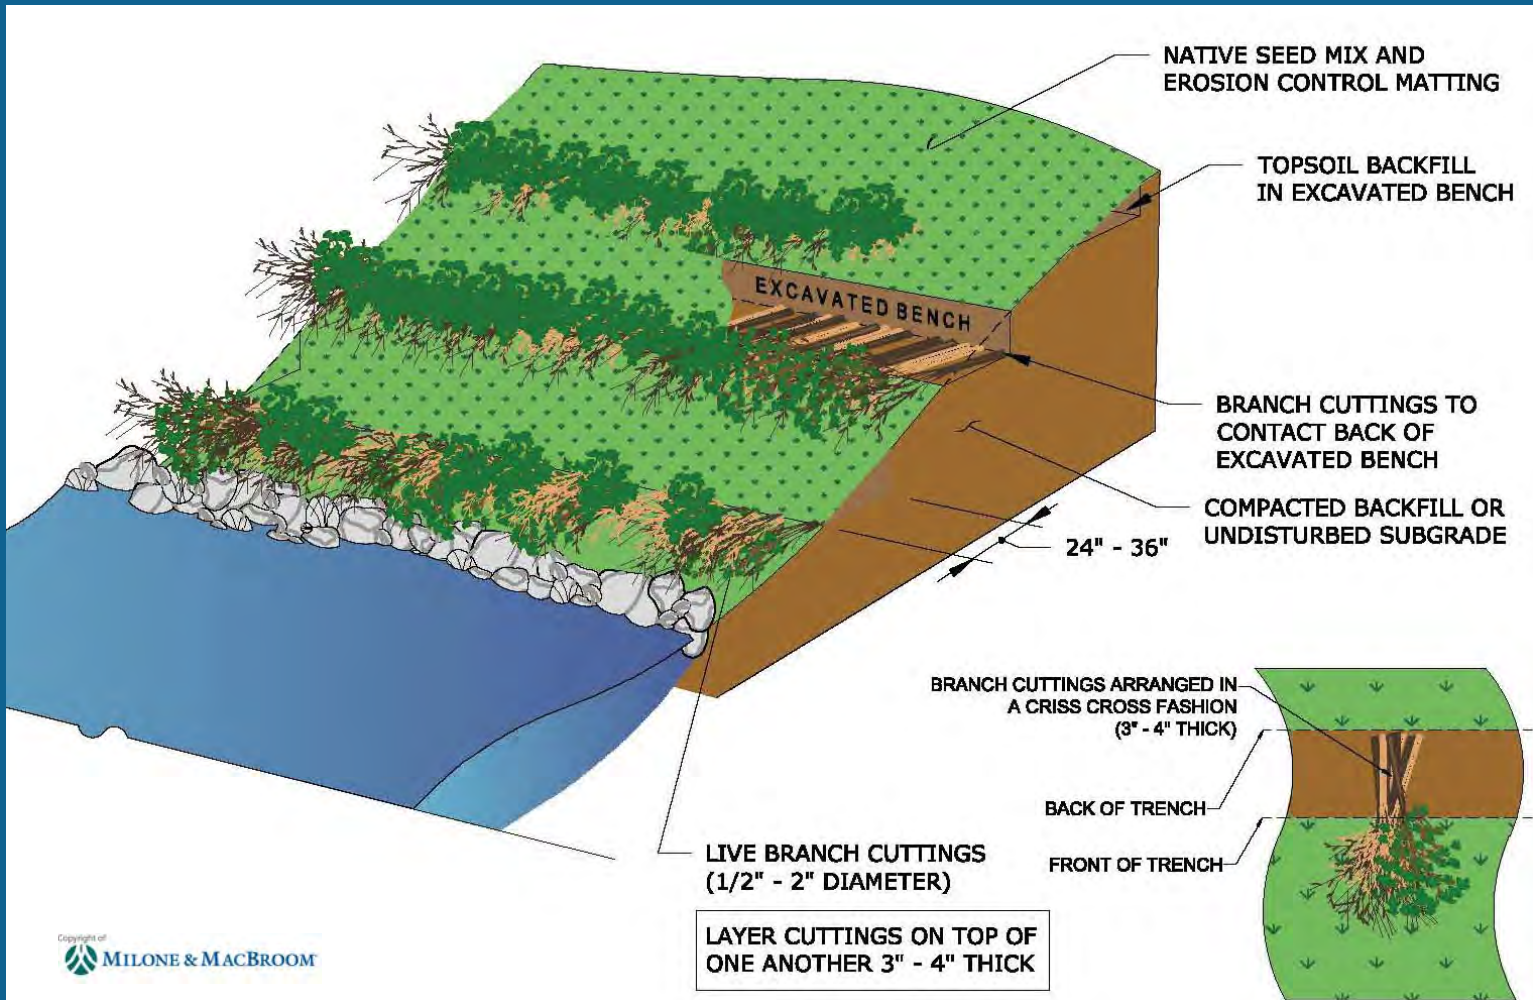 NATIVE SEED MIX AND
EROSION CONTROL MATTING
TOPSOIL BACKFILL
IN EXCAVATED BENCH
EXCAVATED BENCH
BRANCH CUTTINGS TO
CONTACT BACK OF
EXCAVATED BENCH
COMPACTED BACKFILL OR
UNDISTURBED SUBGRADE
24" - 36"
BRANCH CUTTINGS ARRANGED IN
A CRISS CROSS FASHION
(3" - 4" THICK)
BACK OF TRENCH
FRONT OF TRENCH
LIVE BRANCH CUTTINGS
(1/2" - 2" DIAMETER)
LAYER CUTTINGS ON TOP OF
ONE ANOTHER 3" - 4" THICK
Copyright of
MILONE & MACBROOM